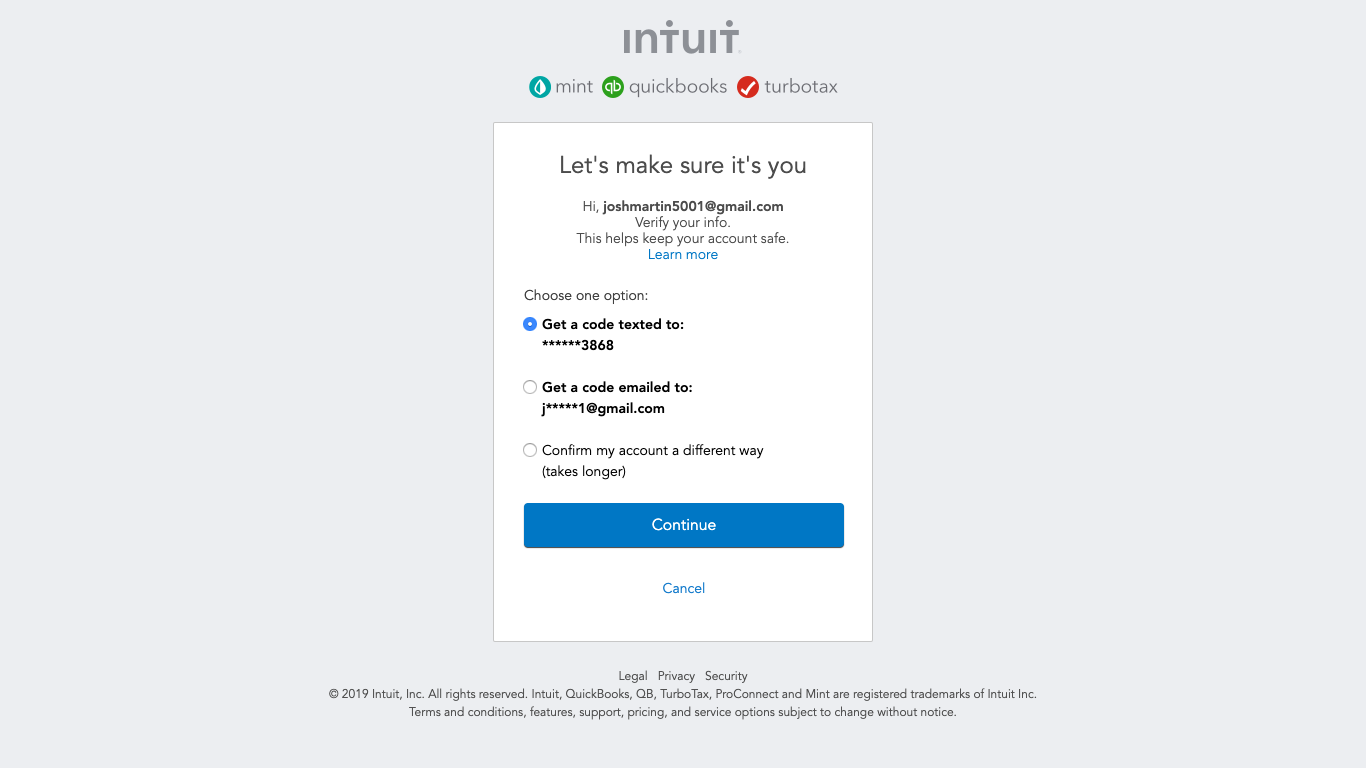 intuit
mint quickbooks turbotax
Let's make sure it's you
Hi, joshmartin5001@gmail.com
Verify your info.
This helps keep your account safe.
Learn more
Choose one option:
Get a code texted to:
******3868
Get a code emailed to:
j*****1@gmail.com
Confirm my account a different way
(takes longer)
Continue
Cancel
Legal Privacy Security
© 2019 Intuit, Inc. All rights reserved. Intuit, QuickBooks, QB, TurboTax, ProConnect and Mint are registered trademarks of Intuit Inc.
Terms and conditions, features, support, pricing, and service options subject to change without notice.